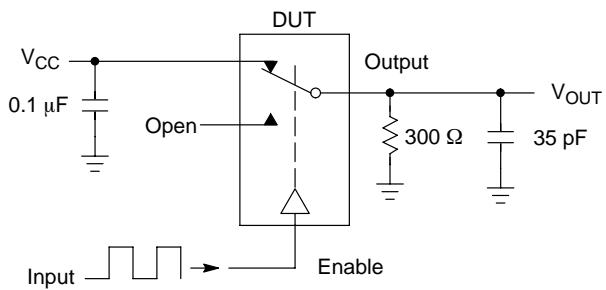 DUT
VCC
Output
VOUT
0.1 μF
Open
300 Ω
35 pF
Input
Enable